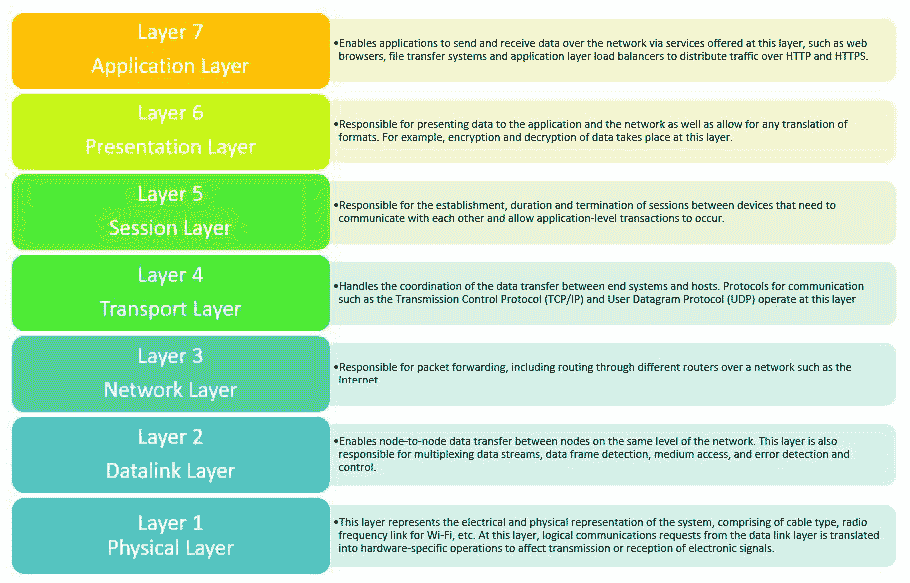 Layer 7
Application Layer
•Enables applications to send and receive data over the network via services offered at this layer, such as web
browsers, file transfer systems and application layer load balancers to distribute traffic over HTTP and HTTPS.
Layer 6
Presentation Layer
•Responsible for presenting data to the application and the network as well as allow for any translation of
formats. For example, encryption and decryption of data takes place at this layer.
Layer 5
Session Layer
•Responsible for the establishment, duration and termination of sessions between devices that need to
communicate with each other and allow application-level transactions to occur.
Layer 4
Transport Layer
•Handles the coordination of the data transfer between end systems and hosts. Protocols for communication
such as the Transmission Control Protocol (TCP/IP) and User Datagram Protocol (UDP) operate at this layer
Layer 3
Network Layer
•Responsible for packet forwarding, including routing through different routers over a network such as the
Internet
Layer 2
Datalink Layer
•Enables node-to-node data transfer between nodes on the same level of the network. This layer is also
responsible for multiplexing data streams, data frame detection, medium access, and error detection and
control.
Layer 1
Physical Layer
•This layer represents the electrical and physical representation of the system, comprising of cable type, radio
frequency link for Wi-Fi, etc. At this layer, logical communications requests from the data link layer is translated
into hardware-specific operations to affect transmission or reception of electronic signals.